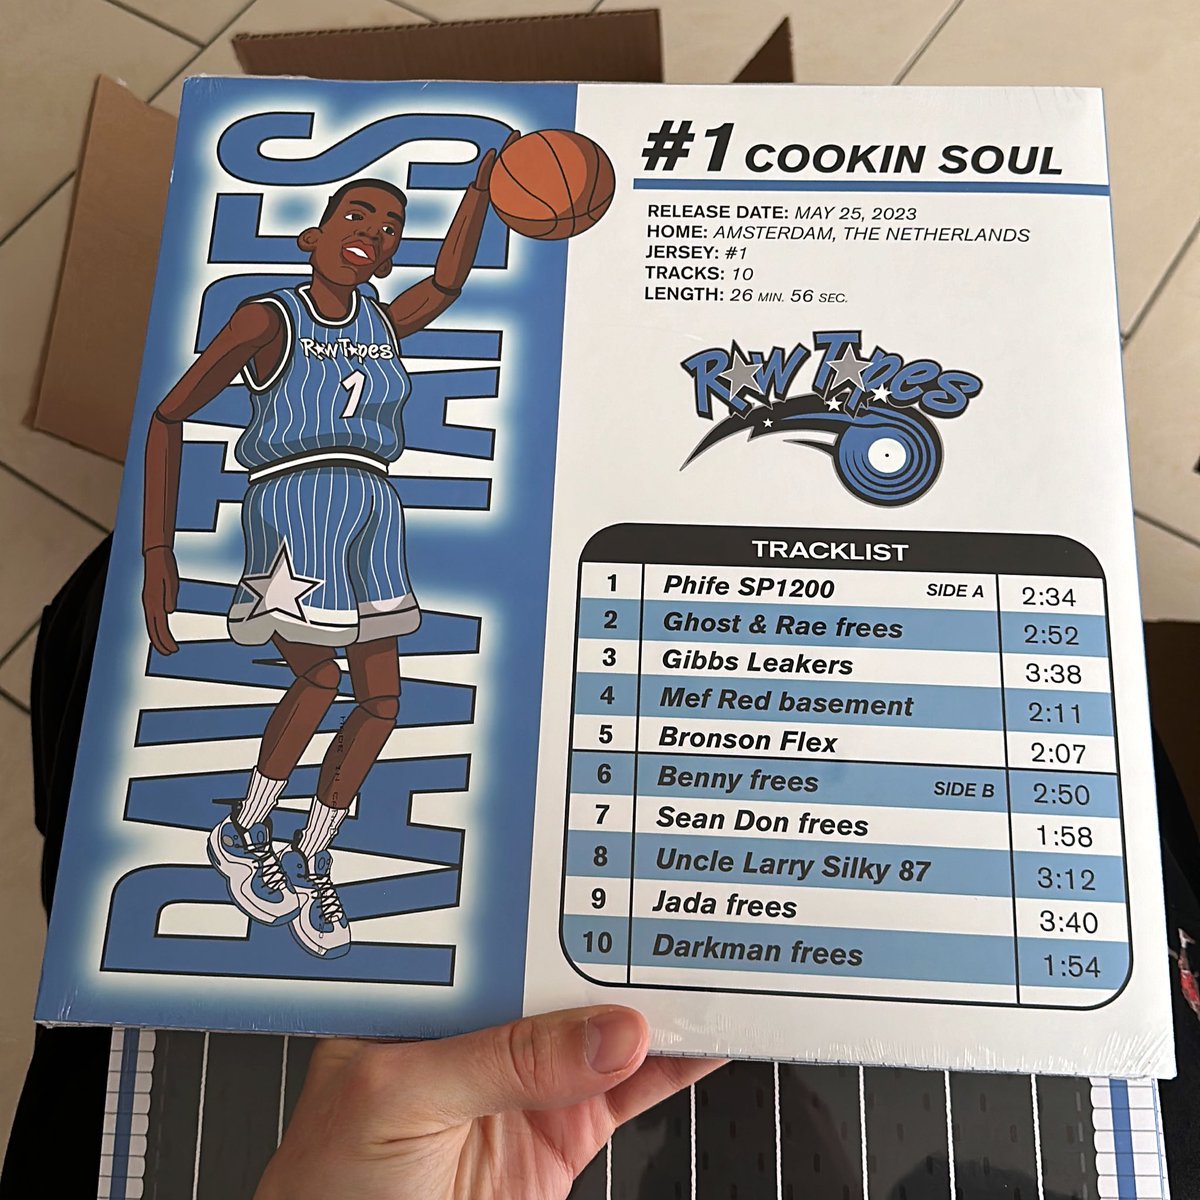 RAW TAPES
RAW TAPES
RAW TAPES
1
#1 COOKIN SOUL
RELEASE DATE: MAY 25, 2023
HOME: AMSTERDAM, THE NETHERLANDS
JERSEY: #1
TRACKS: 10
LENGTH: 26 MIN. 56 SEC.
RAW TAPES
TRACKLIST
1 Phife SP1200 SIDE A 2:34
2 Ghost & Rae frees 2:52
3 Gibbs Leakers 3:38
4 Mef Red basement 2:11
5 Bronson Flex 2:07
6 Benny frees SIDE B 2:50
7 Sean Don frees 1:58
8 Uncle Larry Silky 87 3:12
9 Jada frees 3:40
10 Darkman frees 1:54